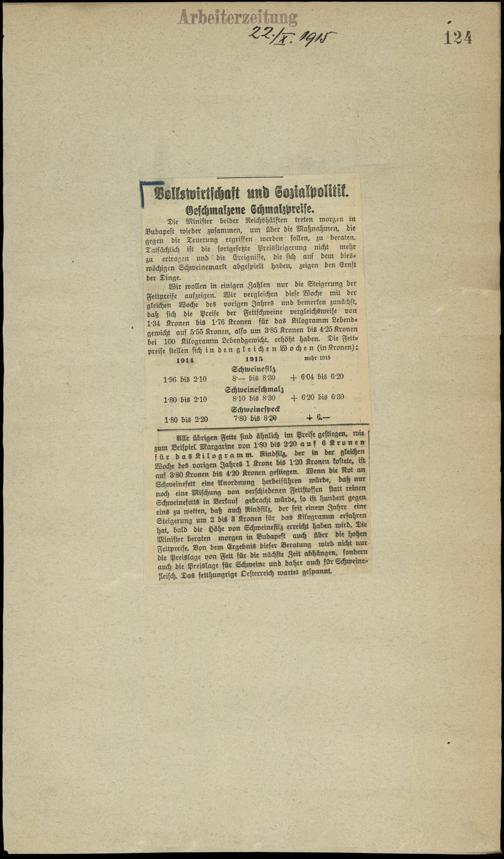 Arbeiterzeitung
22./X. 1915
124
Volkswirtschaft und Sozialpolitik.
Geschmalzene Schmalzpreise.
Die Minister beider Reichshälften treten morgen in
Budapest wieder zusammen, um über die Maßnahmen, die
gegen die Teuerung ergriffen werden sollen, zu beraten.
Tatsächlich ist die fortgesetzte Preissteigerung nicht mehr
zu ertragen und die Ereignisse, die sich auf dem dies-
wöchigen Schweinemarkt abgespielt haben, zeigen den Ernst
der Dinge.
Wir wollen in einigen Zahlen nur die Steigerung der
Fettpreise aufzeigen. Wir vergleichen diese Woche mit der
gleichen Woche des vorigen Jahres und bemerken zunächst,
daß sich die Preise der Fettschweine vergleichsweise von
1·34 Kronen bis 1·76 Kronen für das Kilogramm Lebend-
gewicht auf 5·55 Kronen, also um 3·85 Kronen bis 4·25 Kronen
bei 100 Kilogramm Lebendgewicht, erhöht haben. Die Fett-
preise stellen sich in den gleichen Wochen (in Kronen):
1914 1915 mehr 1915
Schweinefilz
1·96 bis 2·10 8·— bis 8·30 + 6·04 bis 6·20
Schweineschmalz
1·80 bis 2·10 8·10 bis 8·30 + 6·20 bis 6·30
Schweinespeck
1·80 bis 2·20 7·80 bis 8·20 + 6·—
Alle übrigen Fette sind ähnlich im Preise gestiegen, wie
zum Beispiel Margarine von 1·80 bis 2·20 auf 6 Kronen
für das Kilogramm. Rindsfilz, der in der gleichen
Woche des vorigen Jahres 1 Krone bis 1·20 Kronen kostete, ist
auf 3·80 Kronen bis 4·20 Kronen gestiegen. Wenn die Not an
Schweinefett eine Anordnung herbeiführen würde, daß nur
noch eine Mischung von verschiedenen Fettstoffen statt reinen
Schweinefetts in Verkauf gebracht würde, so ist hundert gegen
eins zu wetten, daß auch Rindsfilz, der seit einem Jahre eine
Steigerung um 2 bis 3 Kronen für das Kilogramm erfahren
hat, bald die Höhe von Schweinefilz erreicht haben wird. Die
Minister beraten morgen in Budapest auch über die hohen
Fettpreise. Von dem Ergebnis dieser Beratung wird nicht nur
die Preislage von Fett für die nächste Zeit abhängen, sondern
auch die Preislage für Schweine und daher auch für Schweine-
fleisch. Das fetthungrige Oesterreich wartet gespannt.